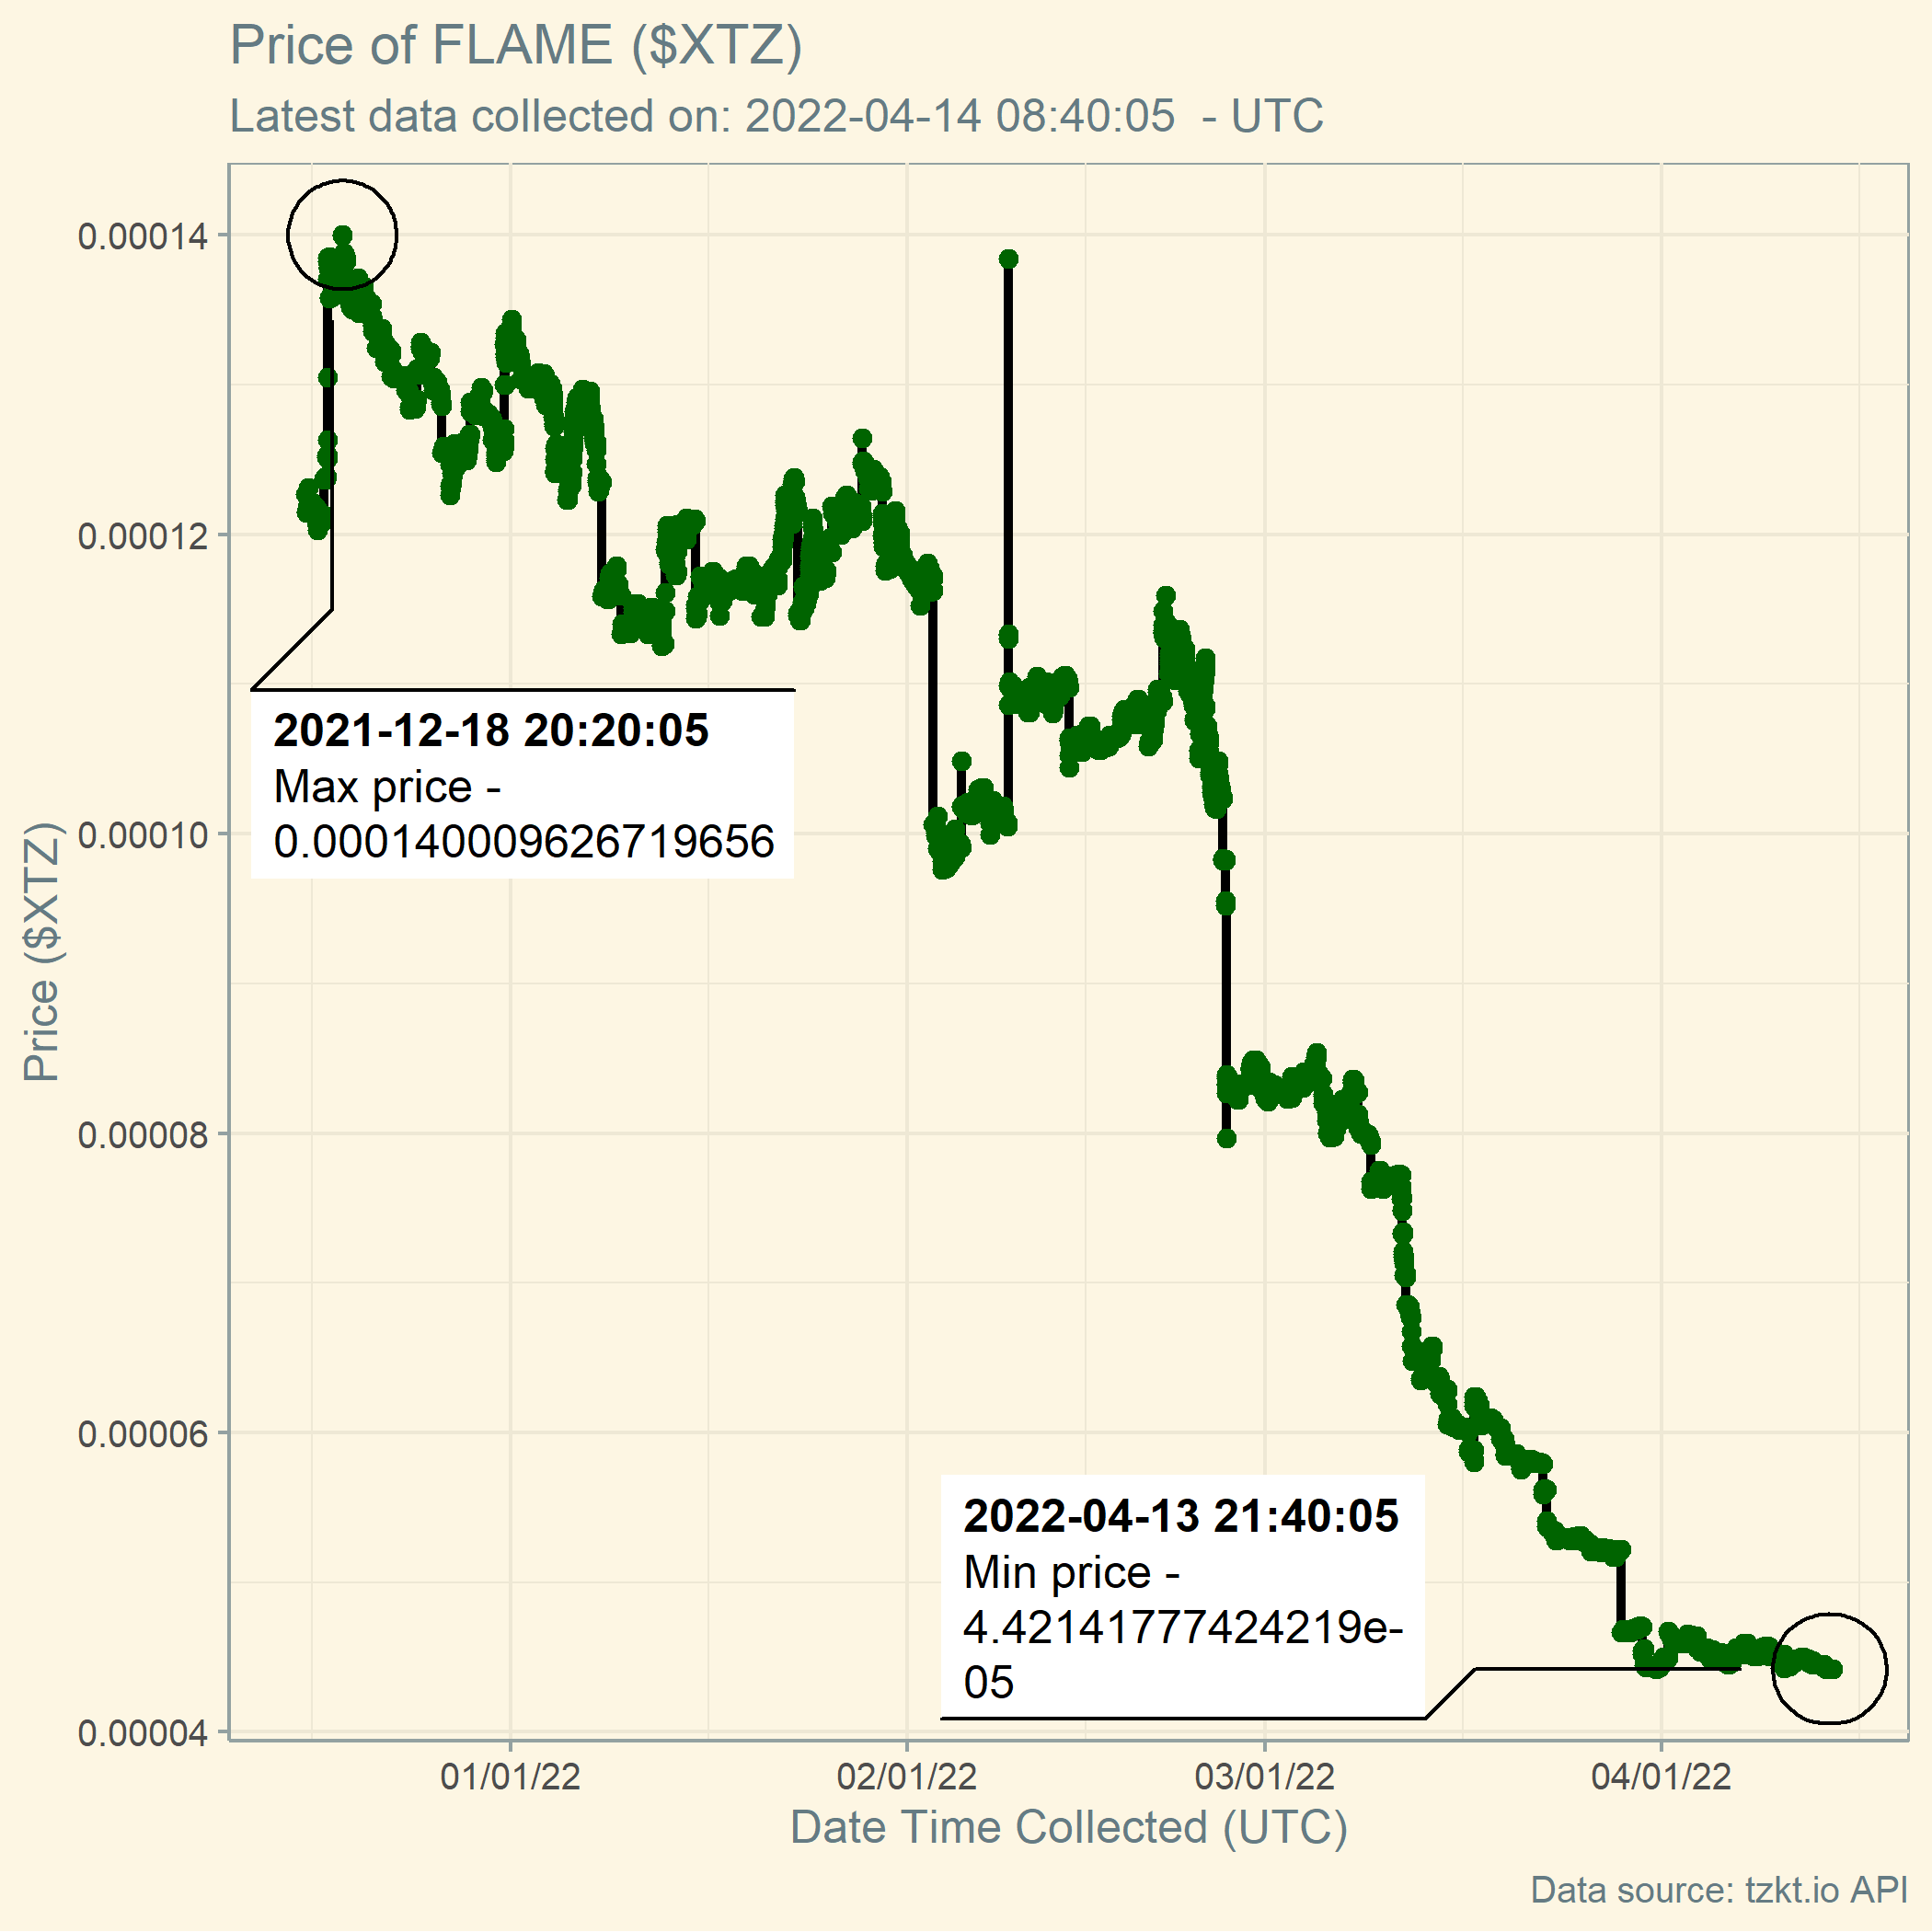 Price of FLAME ($XTZ)
Latest data collected on: 2022-04-14 08:40:05  - UTC
Price ($XTZ)
0.00014
0.00012
0.00010
0.00008
0.00006
0.00004
2021-12-18 20:20:05
Max price -
0.000140009626719656
2022-04-13 21:40:05
Min price -
4.42141777424219e-
05
01/01/22
02/01/22
03/01/22
04/01/22
Date Time Collected (UTC)
Data source: tzkt.io API